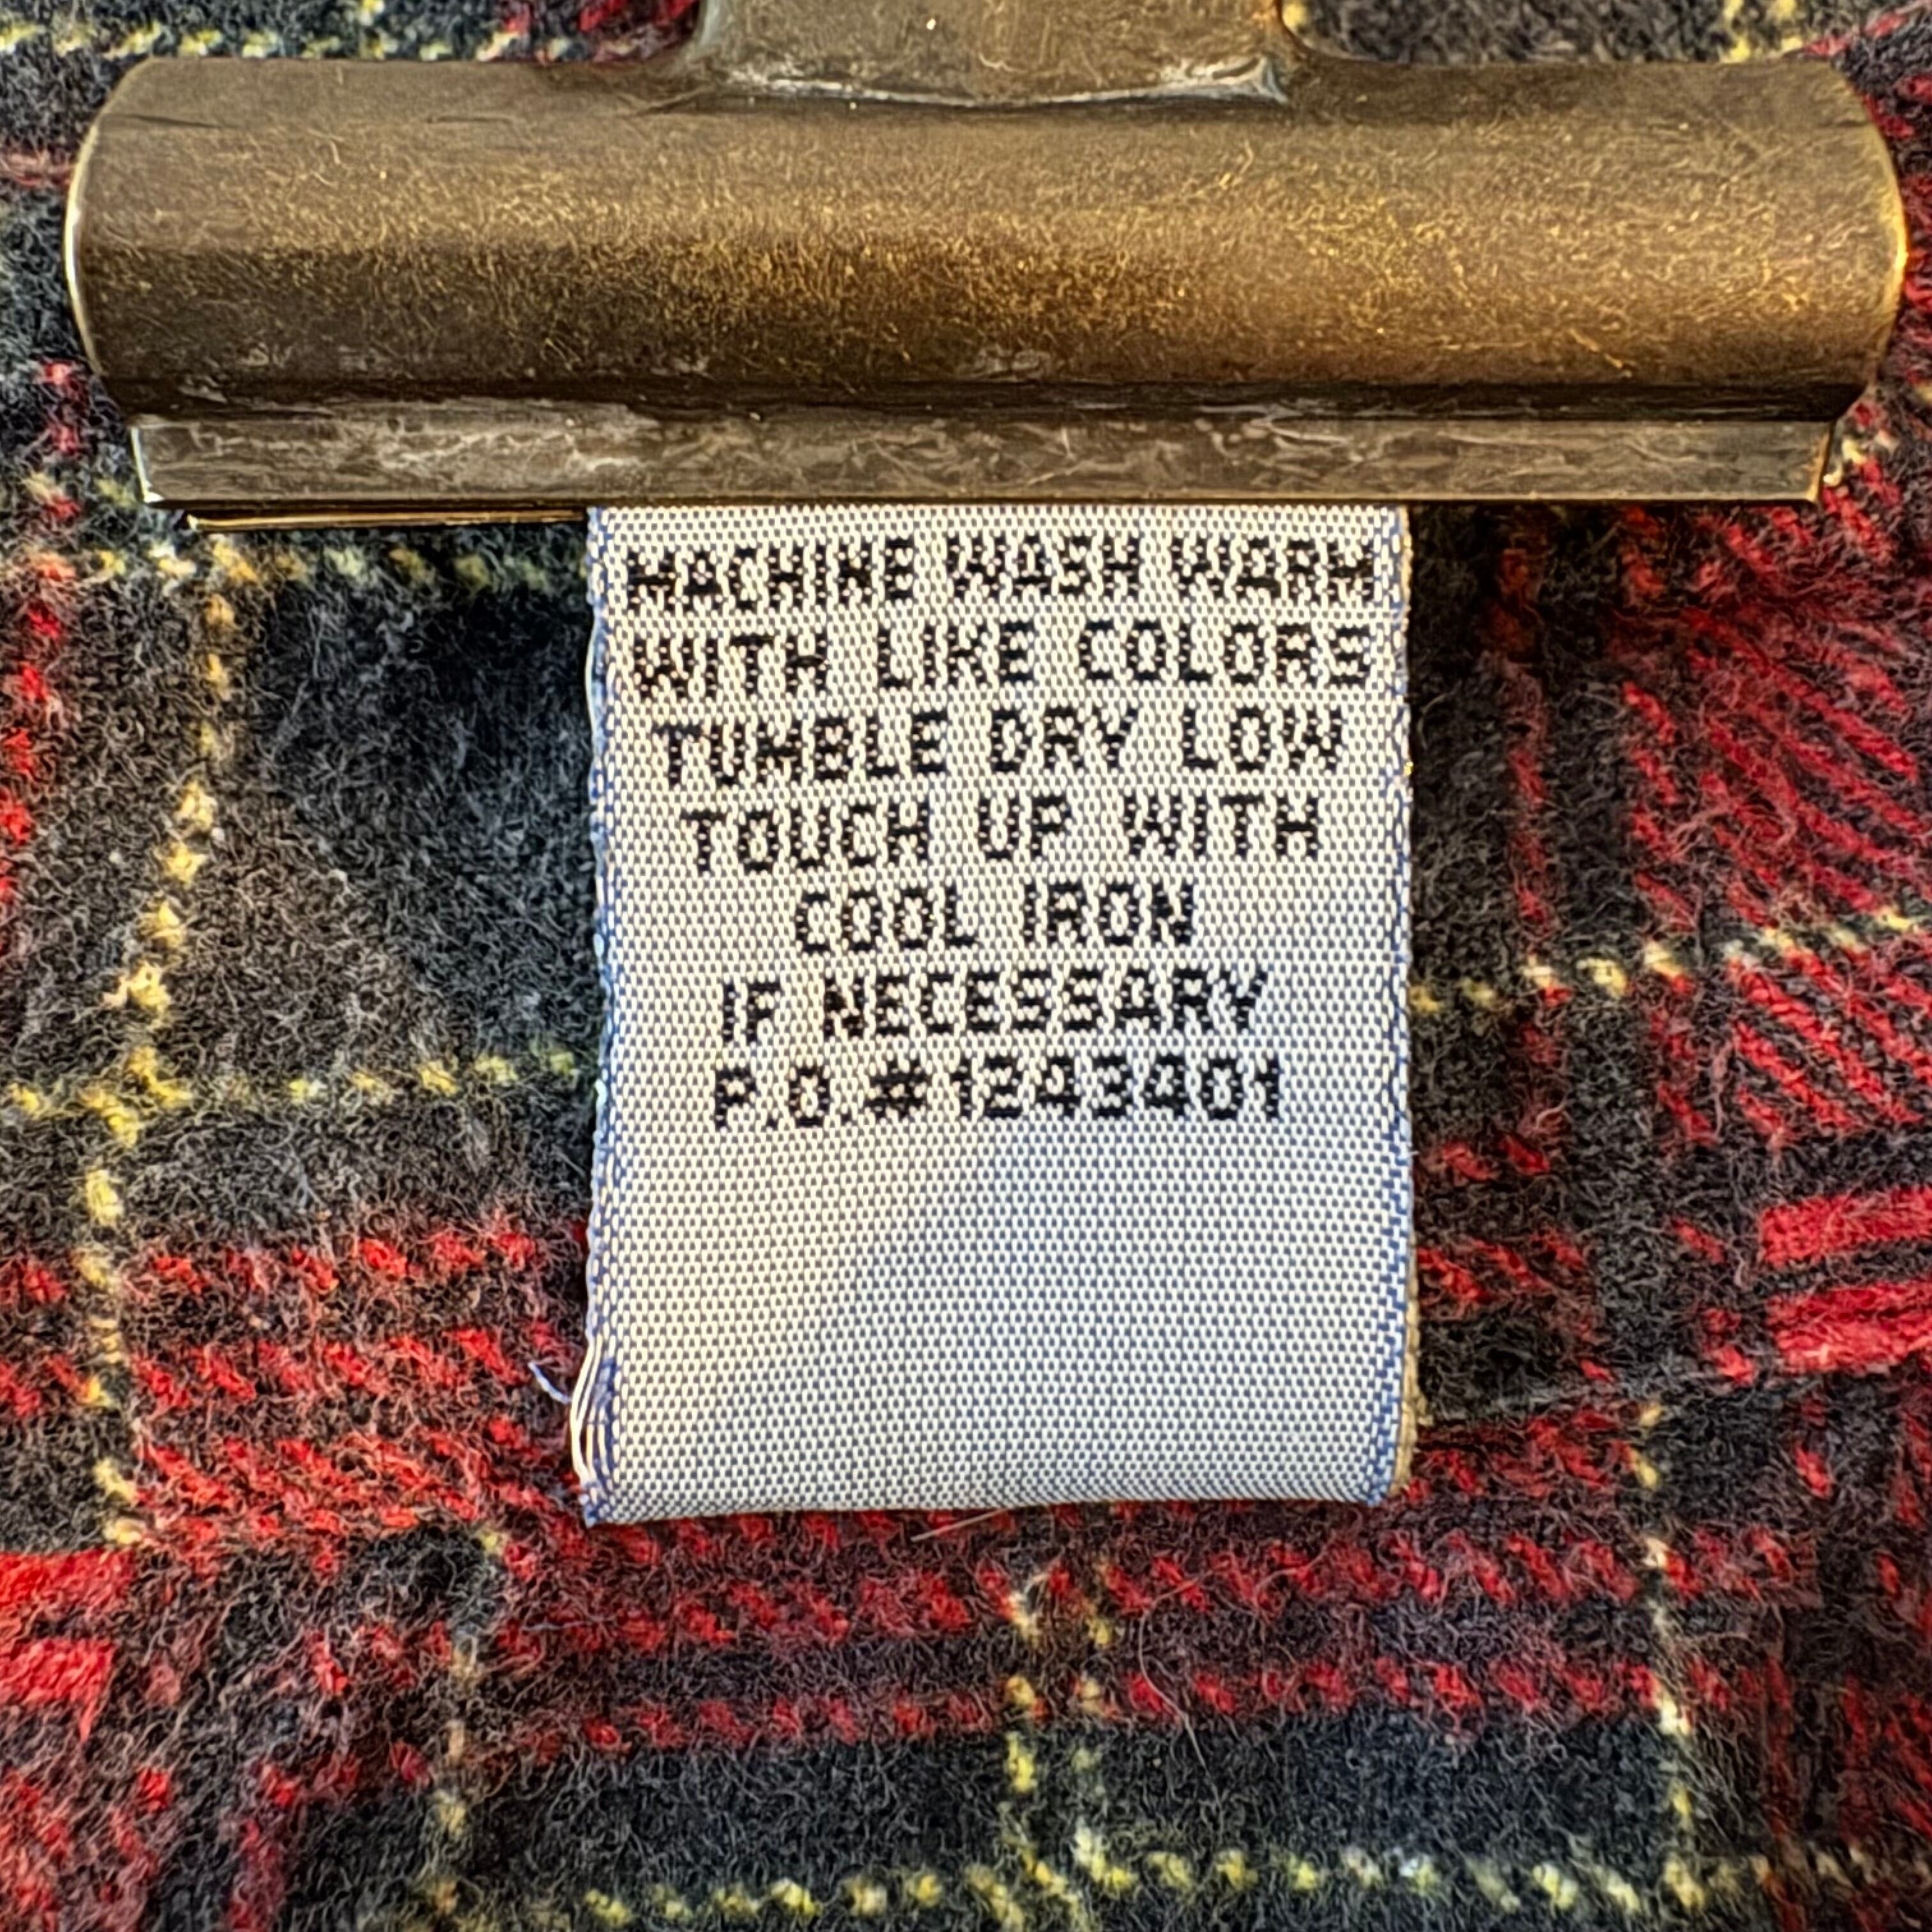 MACHINE WASH WARM
WITH LIKE COLORS
TUMBLE DRY LOW
TOUCH UP WITH
COOL IRON
IF NECESSARY
P.O.#1243401